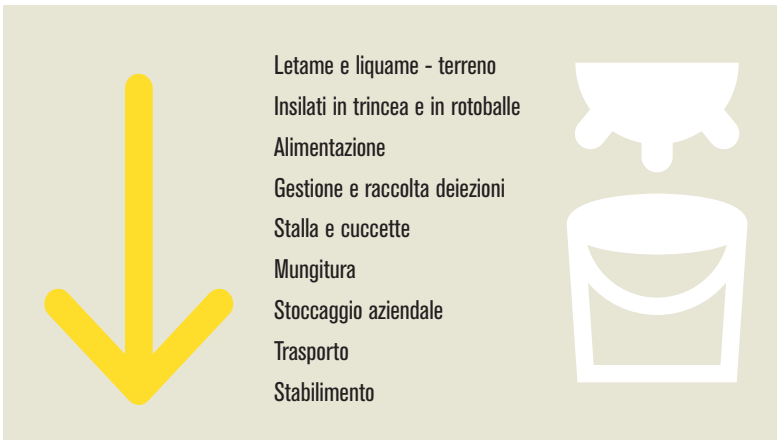 Letame e liquame - terreno
Insilati in trincea e in rotoballe
Alimentazione
Gestione e raccolta deiezioni
Stalla e cuccette
Mungitura
Stoccaggio aziendale
Trasporto
Stabilimento